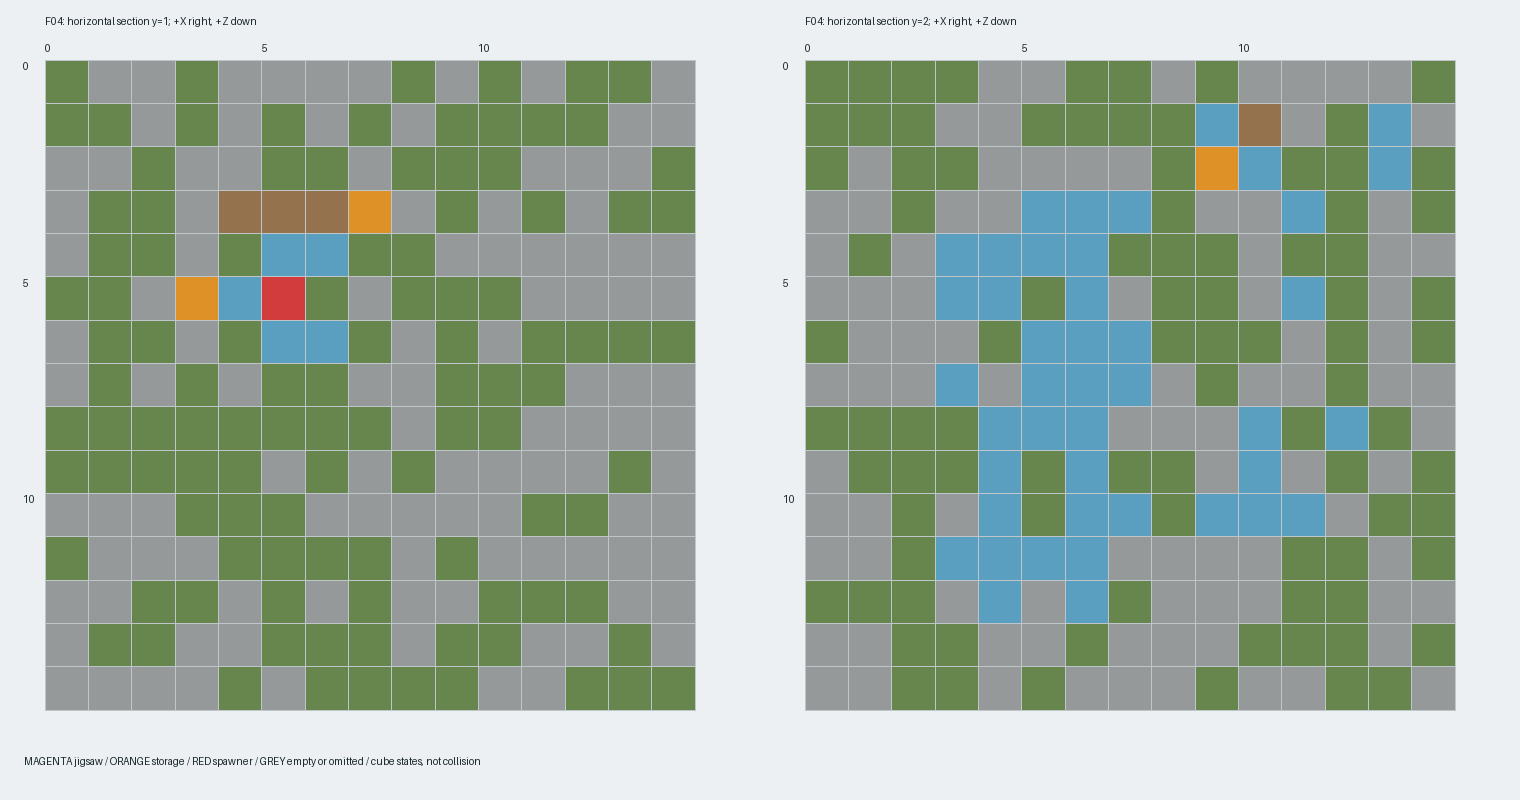 F04: horizontal section y=1; +X right, +Z down
F04: horizontal section y=2; +X right, +Z down
0 5 10
0 5 10
0 0
5 5
10 10
MAGENTA jigsaw / ORANGE storage / RED spawner / GREY empty or omitted / cube states, not collision